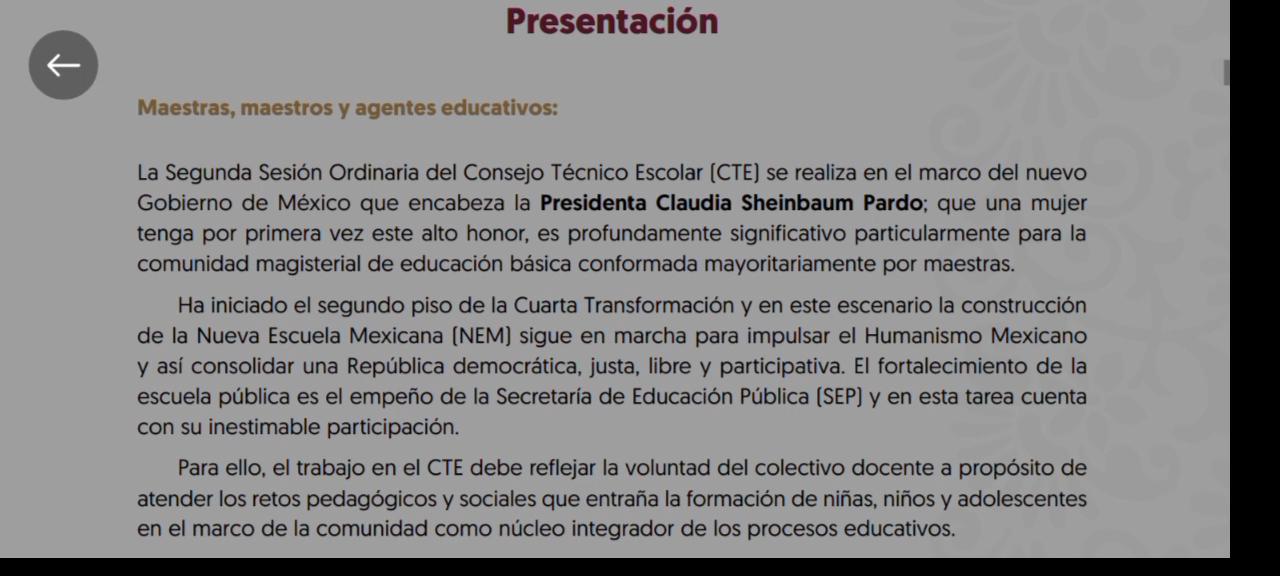 Presentación
Maestras, maestros y agentes educativos:
La Segunda Sesión Ordinaria del Consejo Técnico Escolar (CTE) se realiza en el marco del nuevo
Gobierno de México que encabeza la Presidenta Claudia Sheinbaum Pardo; que una mujer
tenga por primera vez este alto honor, es profundamente significativo particularmente para la
comunidad magisterial de educación básica conformada mayoritariamente por maestras.
Ha iniciado el segundo piso de la Cuarta Transformación y en este escenario la construcción
de la Nueva Escuela Mexicana (NEM) sigue en marcha para impulsar el Humanismo Mexicano
y así consolidar una República democrática, justa, libre y participativa. El fortalecimiento de la
escuela pública es el empeño de la Secretaría de Educación Pública (SEP) y en esta tarea cuenta
con su inestimable participación.
Para ello, el trabajo en el CTE debe reflejar la voluntad del colectivo docente a propósito de
atender los retos pedagógicos y sociales que entraña la formación de niñas, niños y adolescentes
en el marco de la comunidad como núcleo integrador de los procesos educativos.